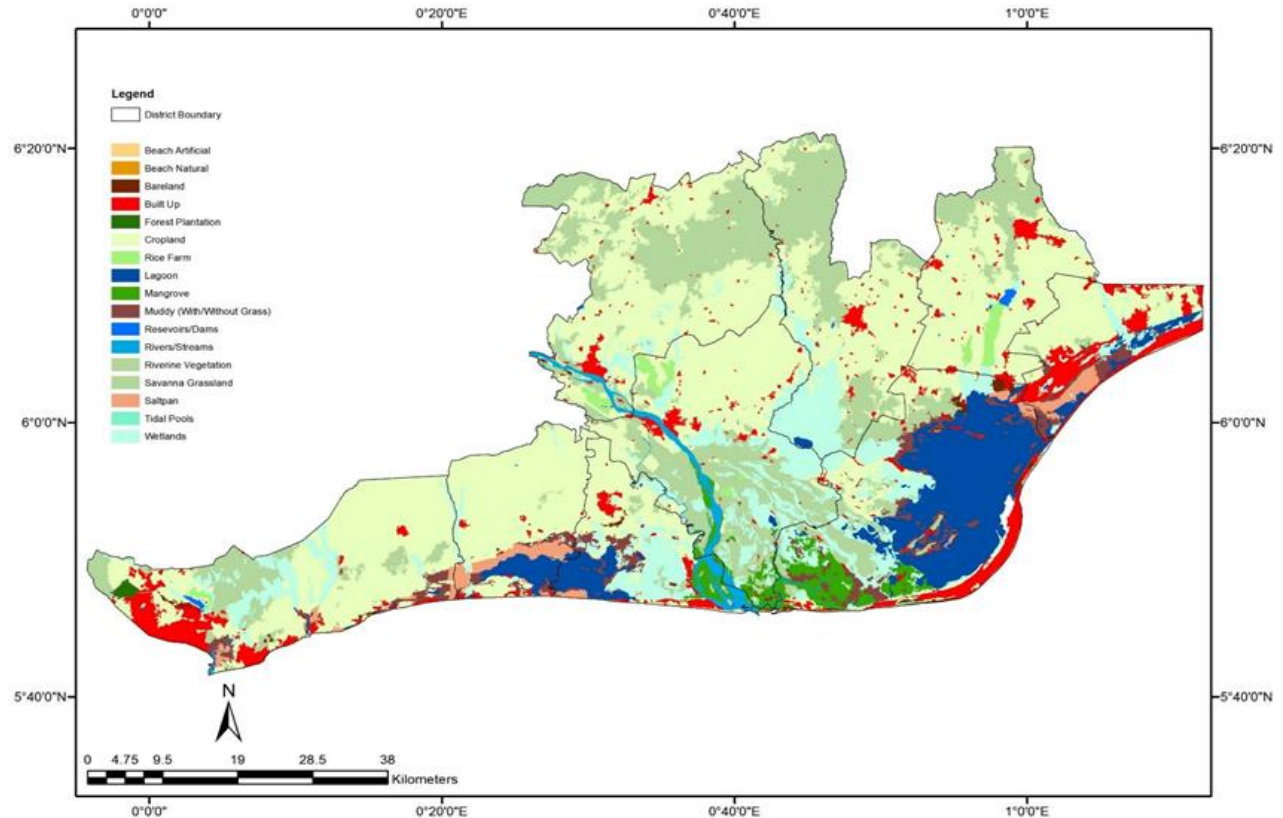 0°0'0" 0°20'0"E 0°40'0"E 1°0'0"E
Legend
District Boundary
Beach Artificial
Beach Natural
Bareland
Built Up
Forest Plantation
Cropland
Rice Farm
Lagoon
Mangrove
Muddy (With/Without Grass)
Resevoirs/Dams
Rivers/Streams
Riverine Vegetation
Savanna Grassland
Saltpan
Tidal Pools
Wetlands
6°20'0"N 6°20'0"N
6°0'0"N 6°0'0"N
5°40'0"N 5°40'0"N
N
0 4.75 9.5 19 28.5 38
Kilometers
0°0'0" 0°20'0"E 0°40'0"E 1°0'0"E